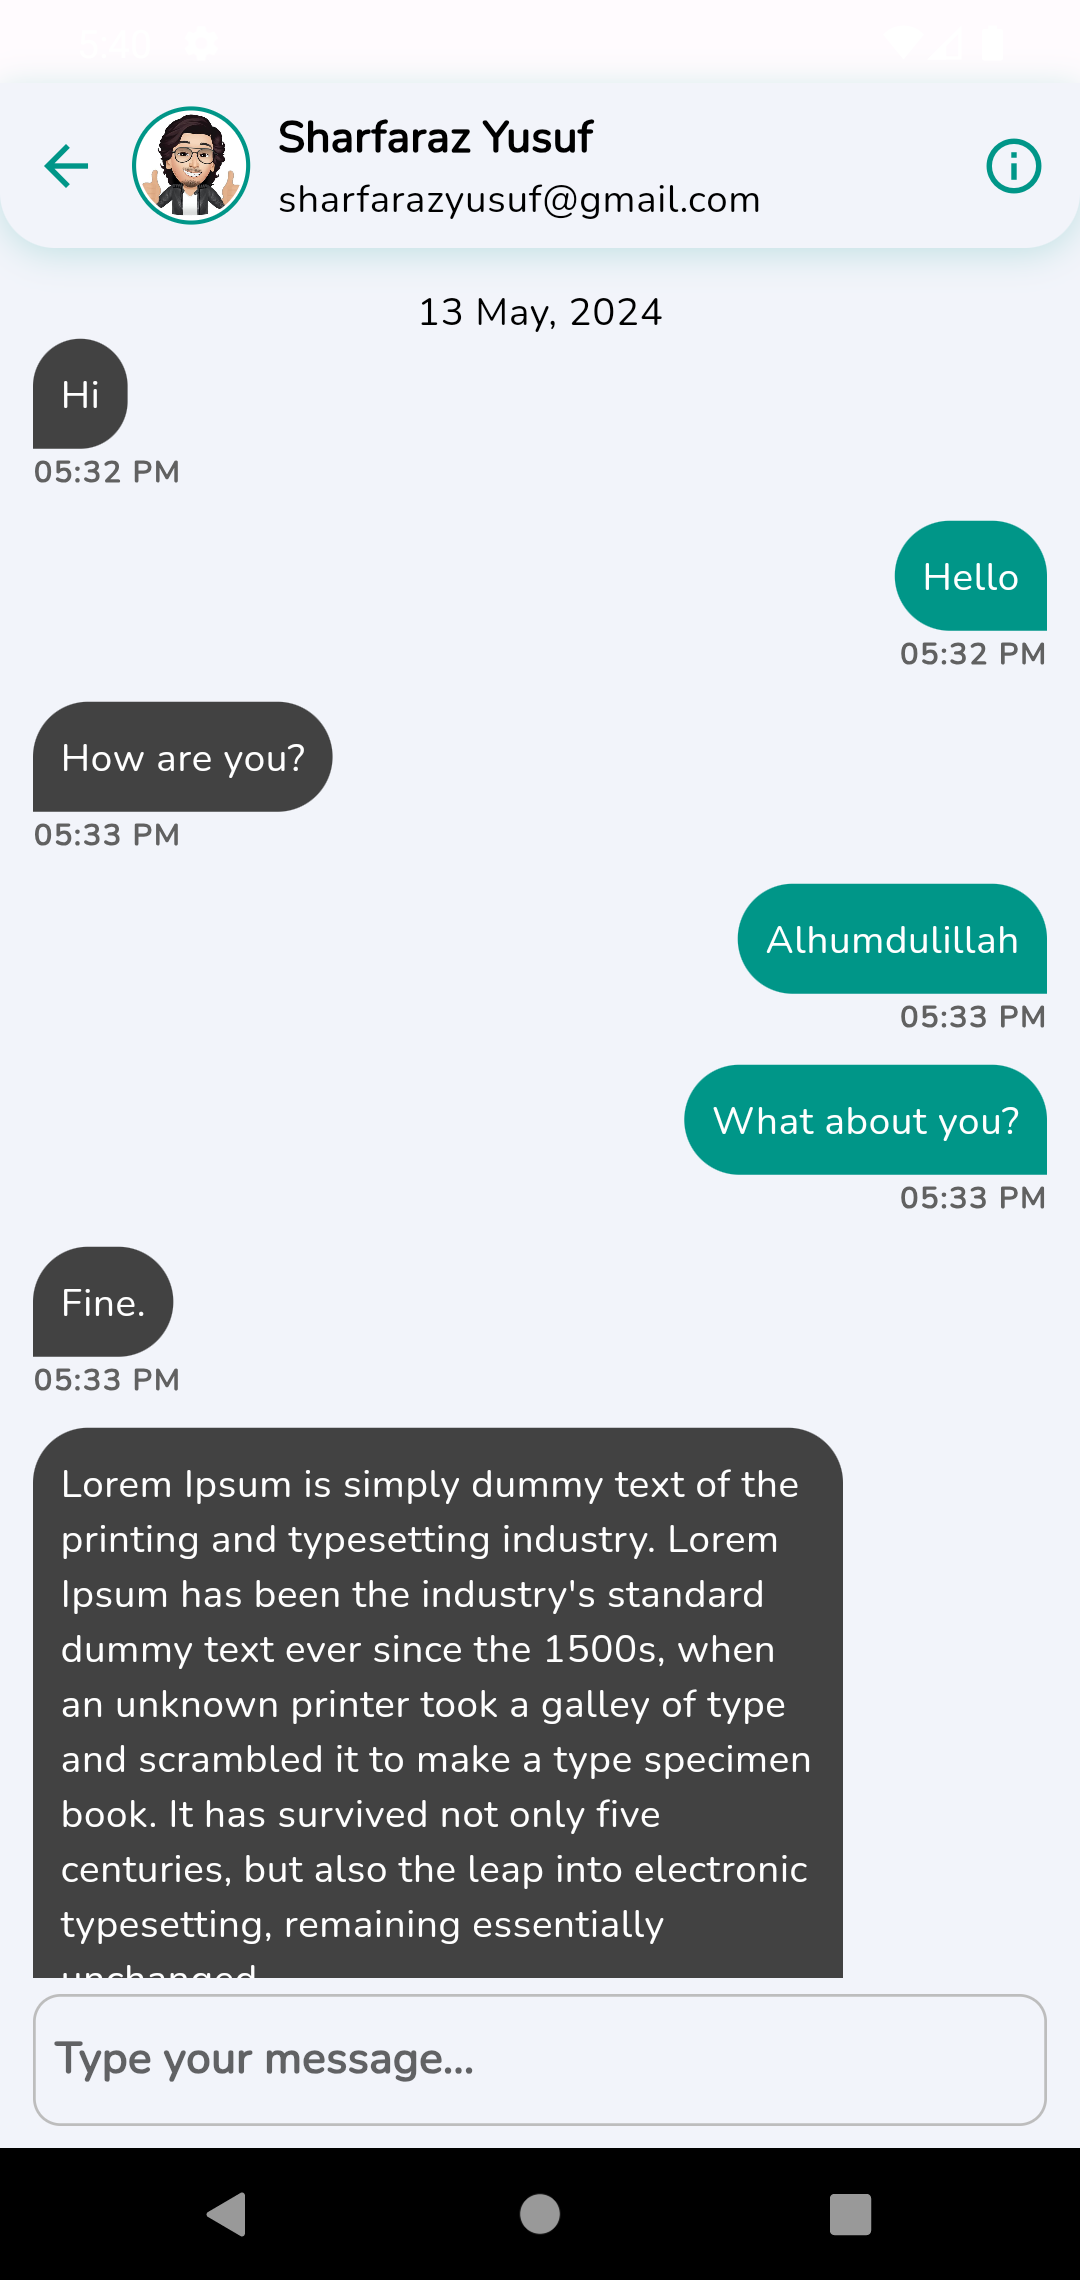 Sharfaraz Yusuf
sharfarazyusuf@gmail.com
13 May, 2024
Hi
05:32 PM
Hello
05:32 PM
How are you?
05:33 PM
Alhumdulillah
05:33 PM
What about you?
05:33 PM
Fine.
05:33 PM
Lorem Ipsum is simply dummy text of the
printing and typesetting industry. Lorem
Ipsum has been the industry's standard
dummy text ever since the 1500s, when
an unknown printer took a galley of type
and scrambled it to make a type specimen
book. It has survived not only five
centuries, but also the leap into electronic
typesetting, remaining essentially
unchanged
Type your message...